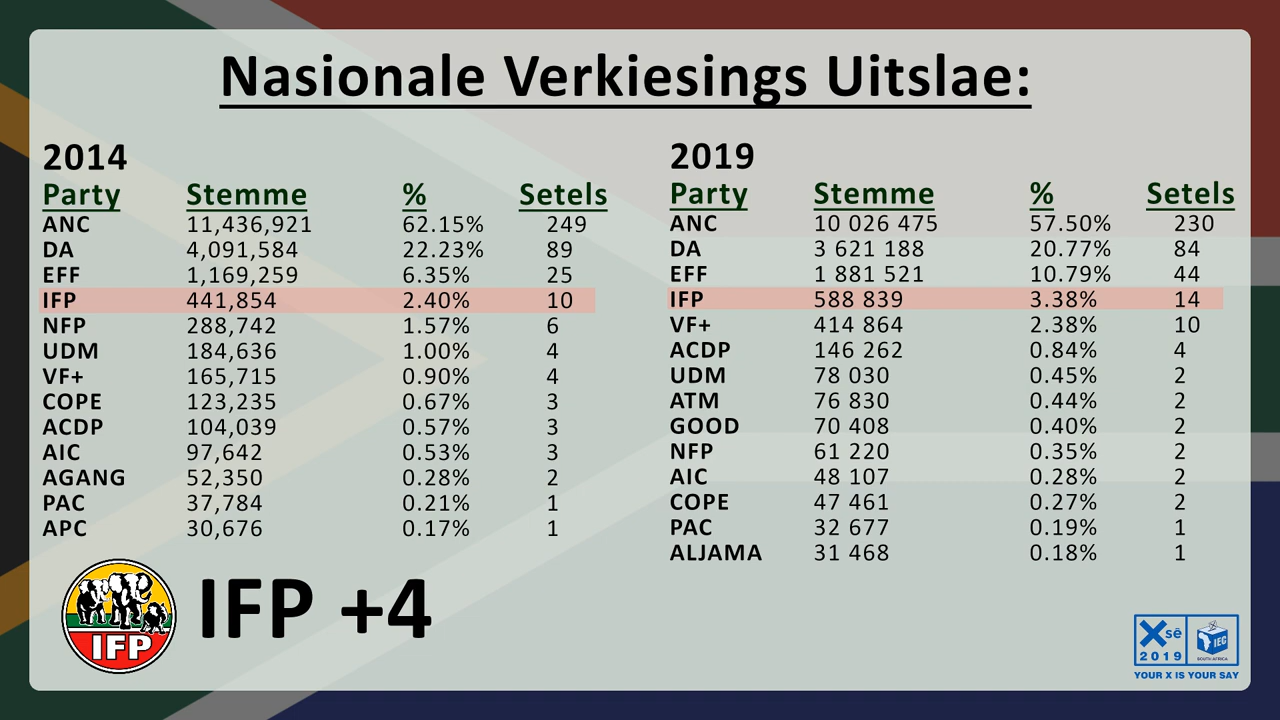 Nasionale Verkiesings Uitslae:
2014
Party Stemme % Setels
ANC 11,436,921 62.15% 249
DA 4,091,584 22.23% 89
EFF 1,169,259 6.35% 25
IFP 441,854 2.40% 10
NFP 288,742 1.57% 6
UDM 184,636 1.00% 4
VF+ 165,715 0.90% 4
COPE 123,235 0.67% 3
ACDP 104,039 0.57% 3
AIC 97,642 0.53% 3
AGANG 52,350 0.28% 2
PAC 37,784 0.21% 1
APC 30,676 0.17% 1
2019
Party Stemme % Setels
ANC 10 026 475 57.50% 230
DA 3 621 188 20.77% 84
EFF 1 881 521 10.79% 44
IFP 588 839 3.38% 14
VF+ 414 864 2.38% 10
ACDP 146 262 0.84% 4
UDM 78 030 0.45% 2
ATM 76 830 0.44% 2
GOOD 70 408 0.40% 2
NFP 61 220 0.35% 2
AIC 48 107 0.28% 2
COPE 47 461 0.27% 2
PAC 32 677 0.19% 1
ALJAMA 31 468 0.18% 1
IFP
IFP +4
X sê
2019
IEC
SOUTH AFRICA
YOUR X IS YOUR SAY